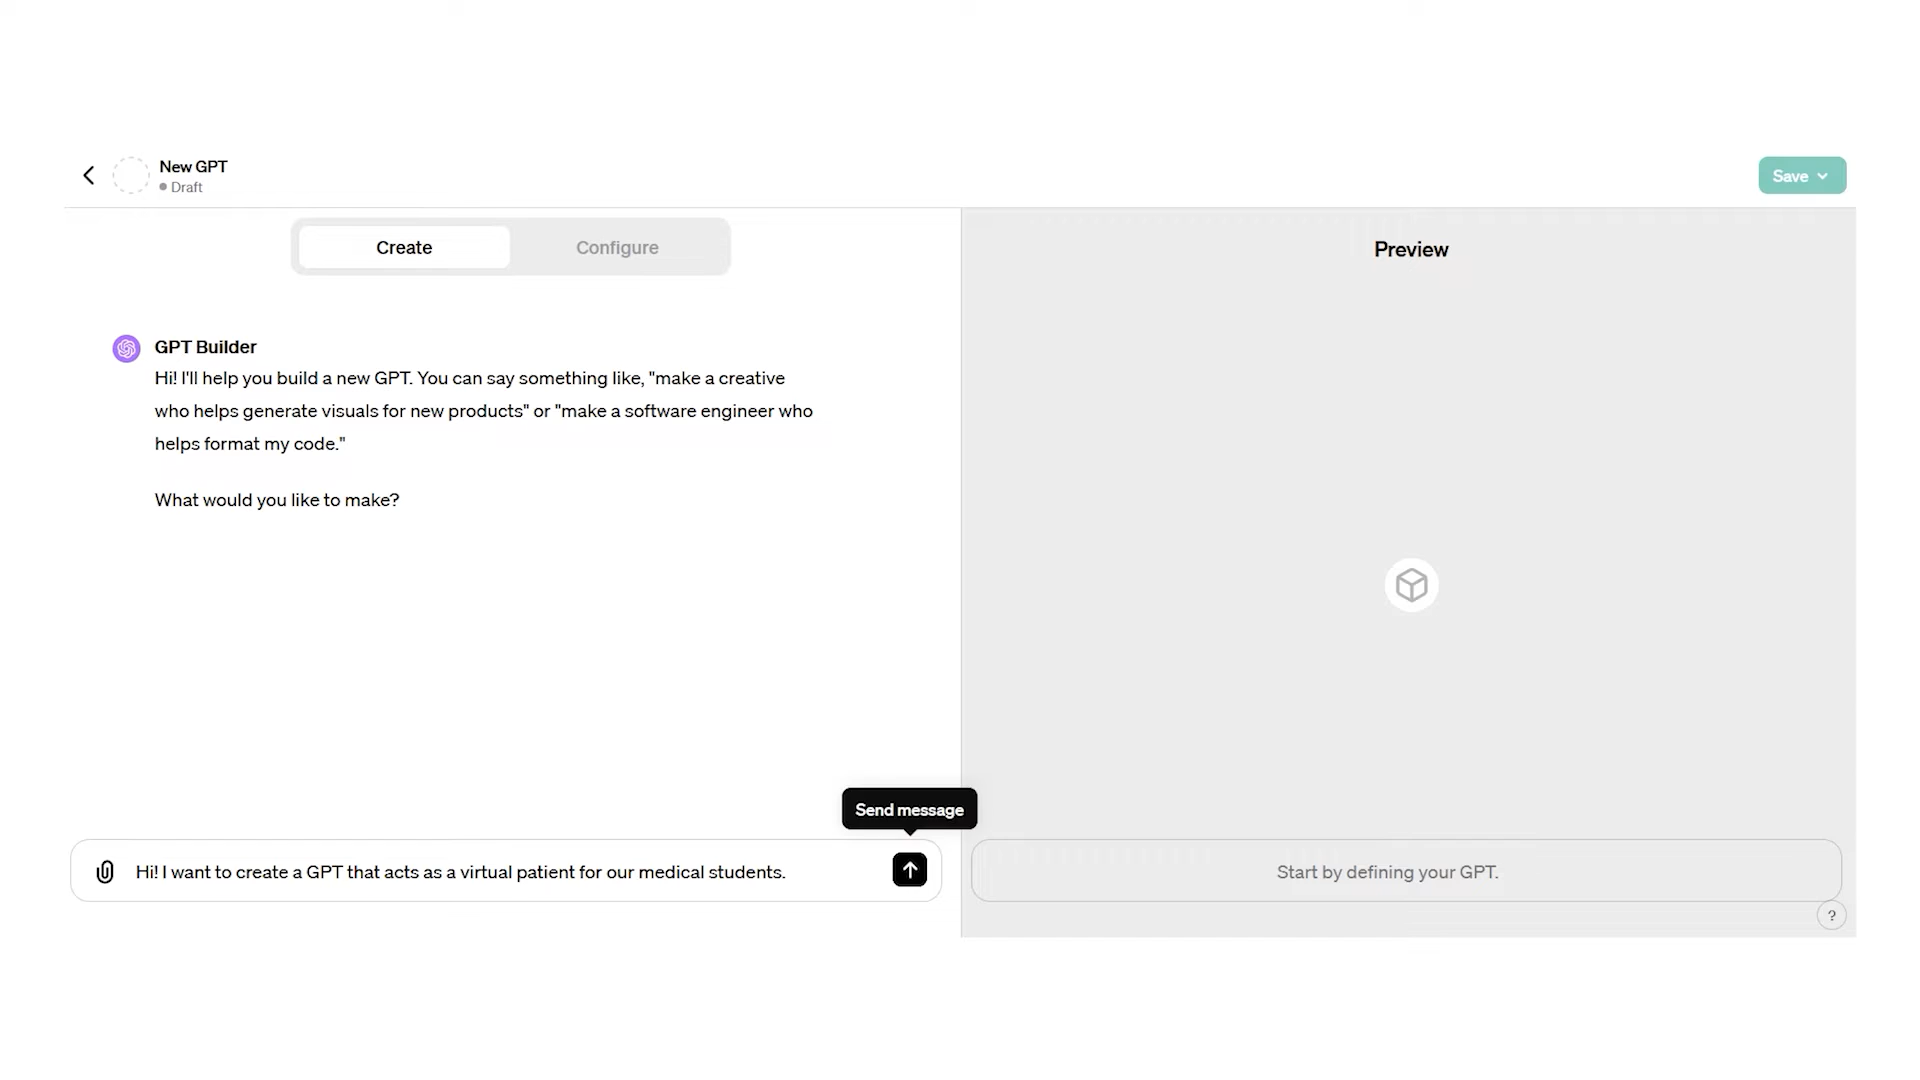 New GPT
Draft
Save
Create
Configure
Preview
GPT Builder
Hi! I'll help you build a new GPT. You can say something like, "make a creative
who helps generate visuals for new products" or "make a software engineer who
helps format my code."
What would you like to make?
Send message
Hi! I want to create a GPT that acts as a virtual patient for our medical students.
Start by defining your GPT.
?